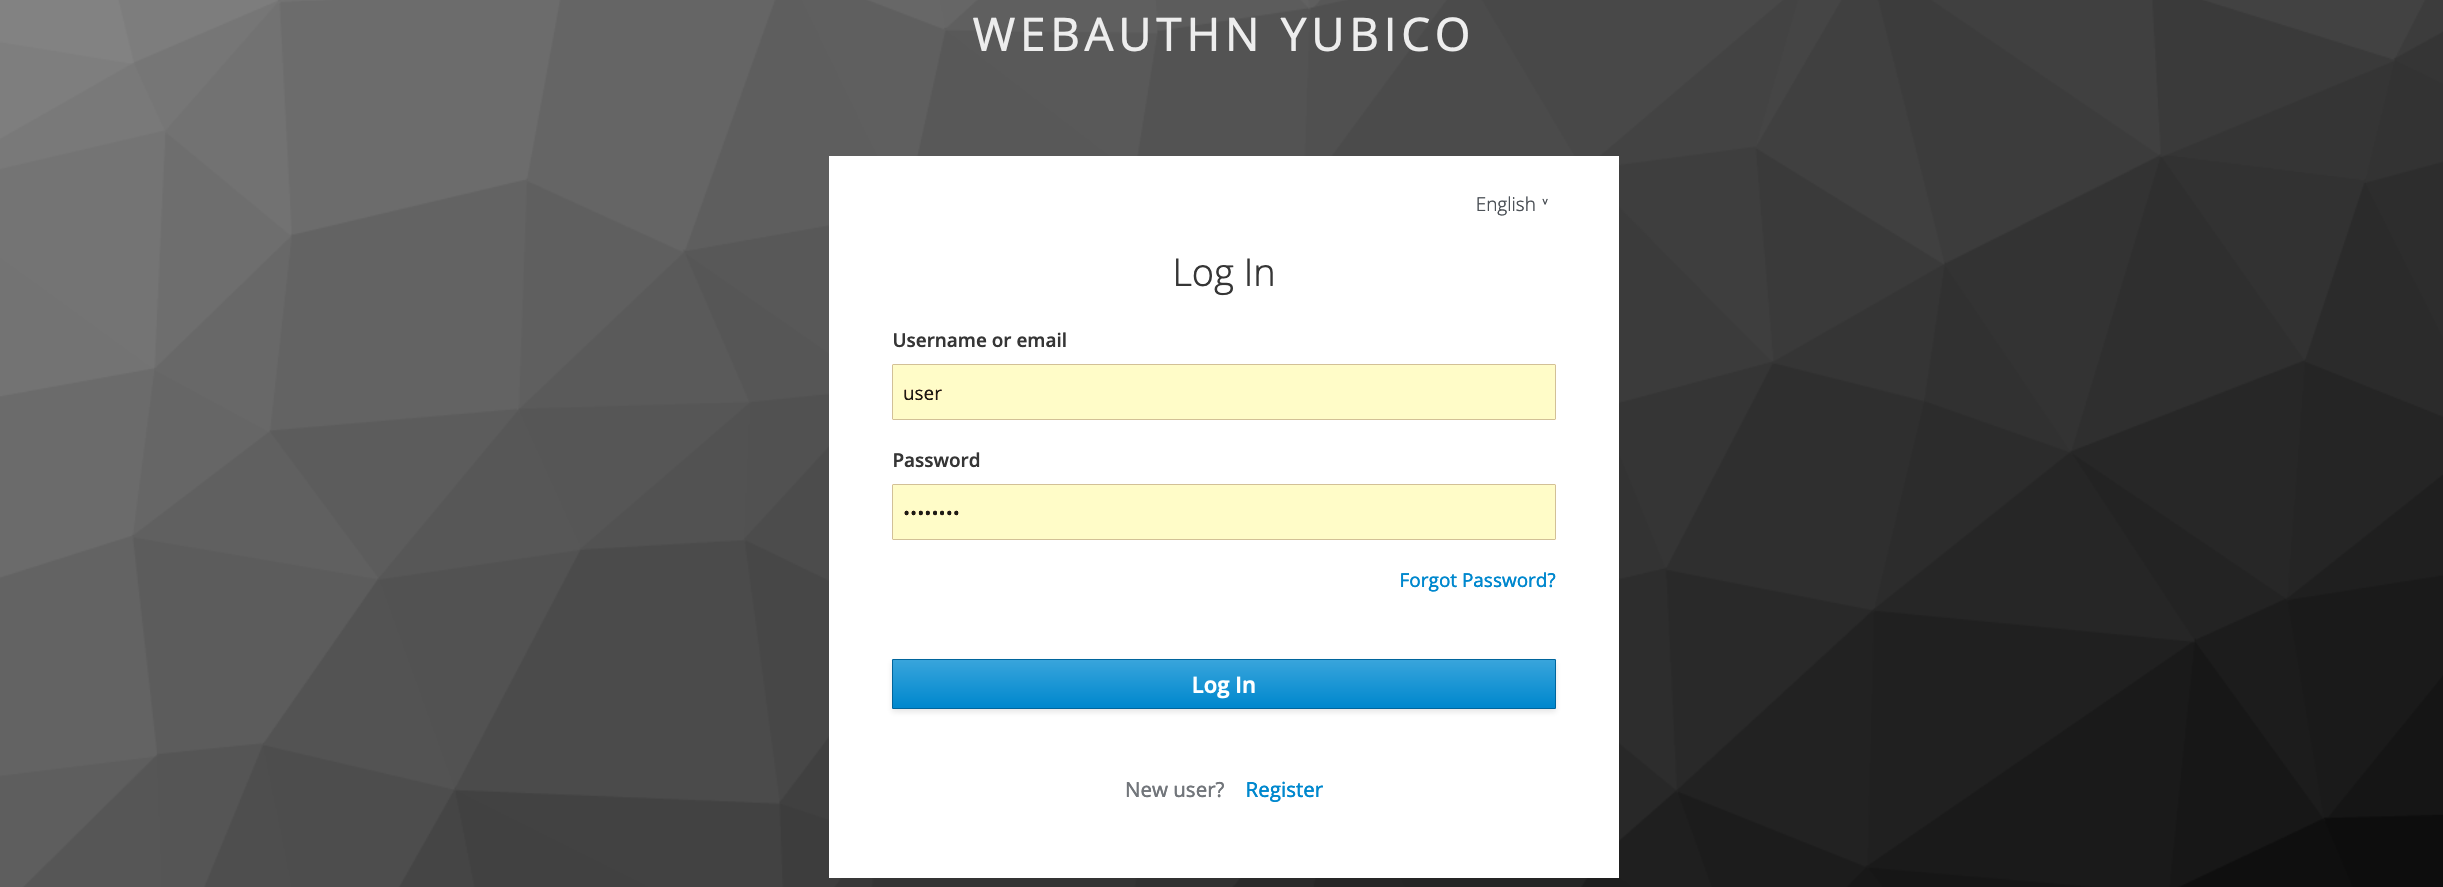 WEBAUTHN YUBICO
English ˅
Log In
Username or email
user
Password
••••••••
Forgot Password?
Log In
New user? Register